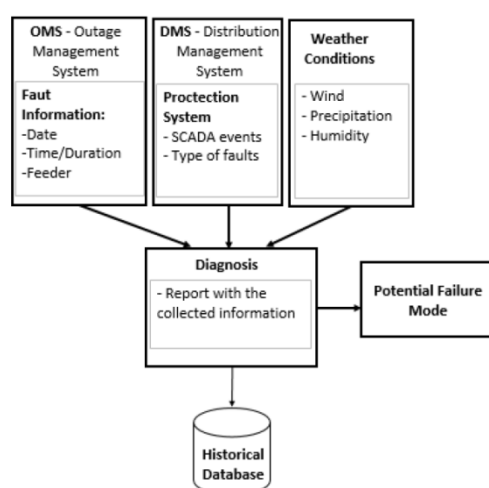 OMS - Outage
Management
System
Faut
Information:
-Date
-Time/Duration
-Feeder
DMS - Distribution
Management
System
Proctection
System
- SCADA events
- Type of faults
Weather
Conditions
- Wind
- Precipitation
- Humidity
Diagnosis
- Report with the
collected information
Potential Failure
Mode
Historical
Database